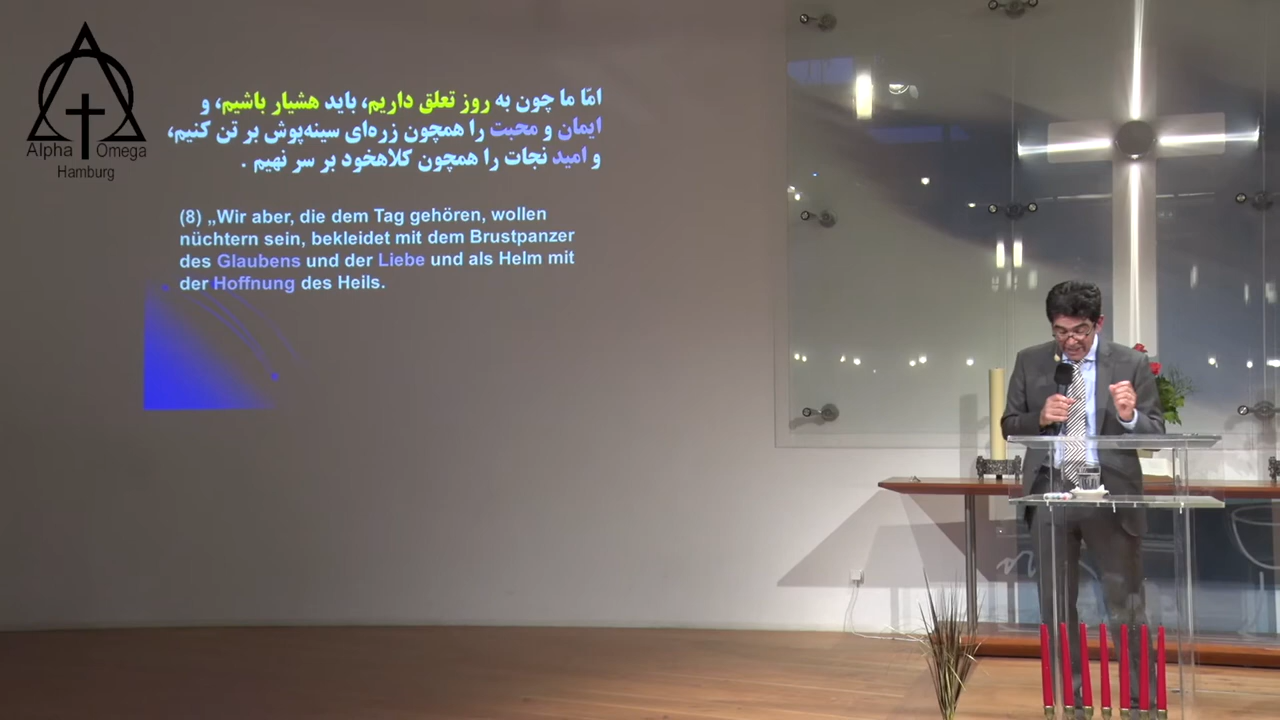 Alpha Omega
Hamburg
امّا ما چون به روز تعلق داریم، باید هشیار باشیم، و
ایمان و محبت را همچون زره‌ای سینه‌پوش بر تن کنیم،
و امید نجات را همچون کلاهخود بر سر نهیم .
(8) „Wir aber, die dem Tag gehören, wollen
nüchtern sein, bekleidet mit dem Brustpanzer
des Glaubens und der Liebe und als Helm mit
der Hoffnung des Heils.